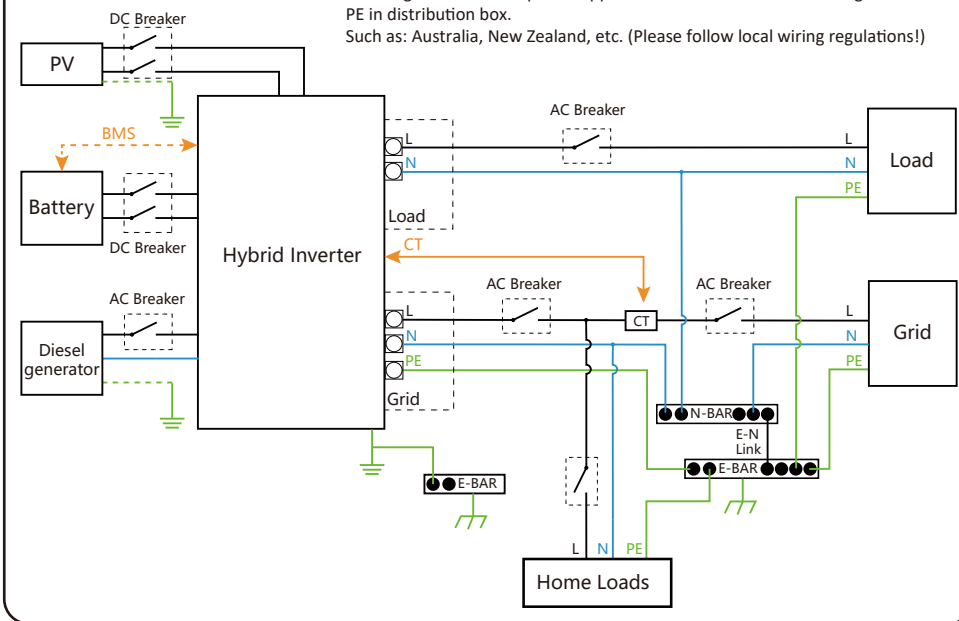 PE in distribution box.
Such as: Australia, New Zealand, etc. (Please follow local wiring regulations!)
DC Breaker
PV
BMS
Battery
DC Breaker
AC Breaker
Diesel
generator
Hybrid Inverter
L
N
Load
CT
L
N
PE
Grid
AC Breaker
L
N
PE
Load
AC Breaker
CT
AC Breaker
L
N
PE
Grid
N-BAR
E-N
Link
E-BAR
E-BAR
L N PE
Home Loads